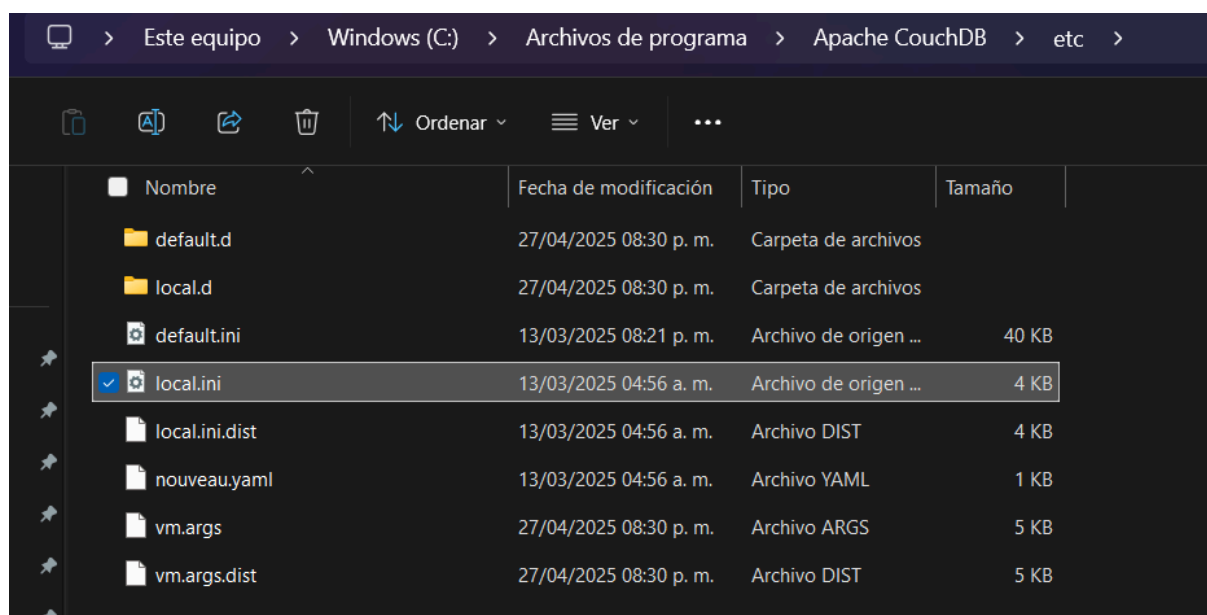 Este equipo > Windows (C:) > Archivos de programa > Apache CouchDB > etc >
Ordenar Ver ...
Nombre Fecha de modificación Tipo Tamaño
default.d 27/04/2025 08:30 p. m. Carpeta de archivos
local.d 27/04/2025 08:30 p. m. Carpeta de archivos
default.ini 13/03/2025 08:21 p. m. Archivo de origen ... 40 KB
local.ini 13/03/2025 04:56 a. m. Archivo de origen ... 4 KB
local.ini.dist 13/03/2025 04:56 a. m. Archivo DIST 4 KB
nouveau.yaml 13/03/2025 04:56 a. m. Archivo YAML 1 KB
vm.args 27/04/2025 08:30 p. m. Archivo ARGS 5 KB
vm.args.dist 27/04/2025 08:30 p. m. Archivo DIST 5 KB